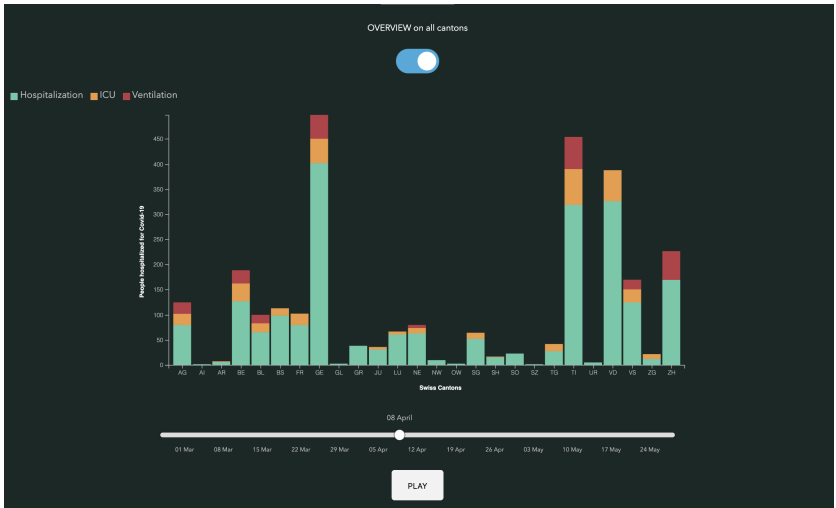 OVERVIEW on all cantons
Hospitalization ICU Ventilation
450
400
350
300
250
200
150
100
50
0
People hospitalized for Covid-19
AG AI AR BE BL BS FR GE GL GR JU LU NE NW OW SG SH SO SZ TG TI UR VD VS ZG ZH
Swiss Cantons
08 April
01 Mar 08 Mar 15 Mar 22 Mar 29 Mar 05 Apr 12 Apr 19 Apr 26 Apr 03 May 10 May 17 May 24 May
PLAY